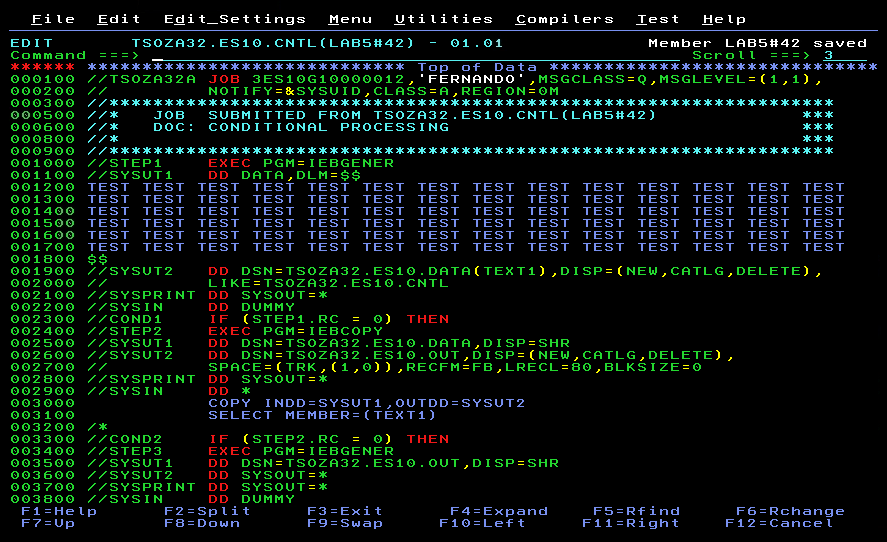 File  Edit  Edit_Settings  Menu  Utilities  Compilers  Test  Help
EDIT       TSOZA32.ES10.CNTL(LAB5#42) - 01.01             Member LAB5#42 saved
Command ===>                                                  Scroll ===> 3
****** ***************************** Top of Data ******************************
000100 //TSOZA32A JOB 3ES10G10000012,'FERNANDO',MSGCLASS=Q,MSGLEVEL=(1,1),
000200 //         NOTIFY=&SYSUID,CLASS=A,REGION=0M
000300 //******************************************************************
000500 //*   JOB  SUBMITTED FROM TSOZA32.ES10.CNTL(LAB5#42)             ***
000600 //*   DOC: CONDITIONAL PROCESSING                                ***
000800 //*                                                              ***
000900 //******************************************************************
001000 //STEP1    EXEC PGM=IEBGENER
001100 //SYSUT1   DD DATA,DLM=$$
001200 TEST TEST TEST TEST TEST TEST TEST TEST TEST TEST TEST TEST TEST TEST
001300 TEST TEST TEST TEST TEST TEST TEST TEST TEST TEST TEST TEST TEST TEST
001400 TEST TEST TEST TEST TEST TEST TEST TEST TEST TEST TEST TEST TEST TEST
001500 TEST TEST TEST TEST TEST TEST TEST TEST TEST TEST TEST TEST TEST TEST
001600 TEST TEST TEST TEST TEST TEST TEST TEST TEST TEST TEST TEST TEST TEST
001700 TEST TEST TEST TEST TEST TEST TEST TEST TEST TEST TEST TEST TEST TEST
001800 $$
001900 //SYSUT2   DD DSN=TSOZA32.ES10.DATA(TEXT1),DISP=(NEW,CATLG,DELETE),
002000 //         LIKE=TSOZA32.ES10.CNTL
002100 //SYSPRINT DD SYSOUT=*
002200 //SYSIN    DD DUMMY
002300 //COND1    IF (STEP1.RC = 0) THEN
002400 //STEP2    EXEC PGM=IEBCOPY
002500 //SYSUT1   DD DSN=TSOZA32.ES10.DATA,DISP=SHR
002600 //SYSUT2   DD DSN=TSOZA32.ES10.OUT,DISP=(NEW,CATLG,DELETE),
002700 //         SPACE=(TRK,(1,0)),RECFM=FB,LRECL=80,BLKSIZE=0
002800 //SYSPRINT DD SYSOUT=*
002900 //SYSIN    DD *
003000            COPY INDD=SYSUT1,OUTDD=SYSUT2
003100            SELECT MEMBER=(TEXT1)
003200 /*
003300 //COND2    IF (STEP2.RC = 0) THEN
003400 //STEP3    EXEC PGM=IEBGENER
003500 //SYSUT1   DD DSN=TSOZA32.ES10.OUT,DISP=SHR
003600 //SYSUT2   DD SYSOUT=*
003700 //SYSPRINT DD SYSOUT=*
003800 //SYSIN    DD DUMMY
F1=Help      F2=Split     F3=Exit      F4=Expand    F5=Rfind     F6=Rchange
F7=Up        F8=Down      F9=Swap     F10=Left     F11=Right    F12=Cancel